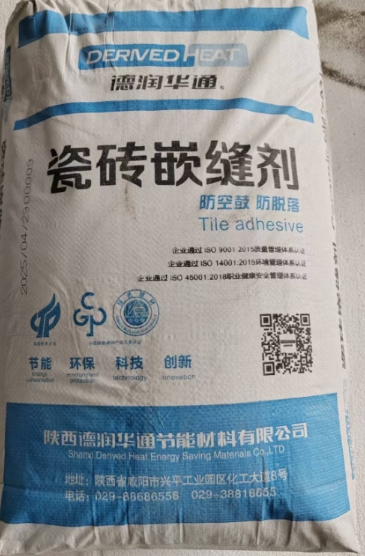 DERIVED HEAT
德润华通
瓷砖嵌缝剂
防空鼓 防脱落
Tile adhesive
企业通过 ISO 9001:2015质量管理体系认证
企业通过 ISO 14001:2015环境管理体系认证
企业通过 ISO 45001:2018职业健康安全管理体系认证
节能 环保 科技 创新
technology innovation
陕西德润华通节能材料有限公司
Shanxi Derived Heat Energy Saving Materials Co.,LTD
地址:陕西省咸阳市兴平工业园区化工大道8号
电话:029-88686556 029-38816555